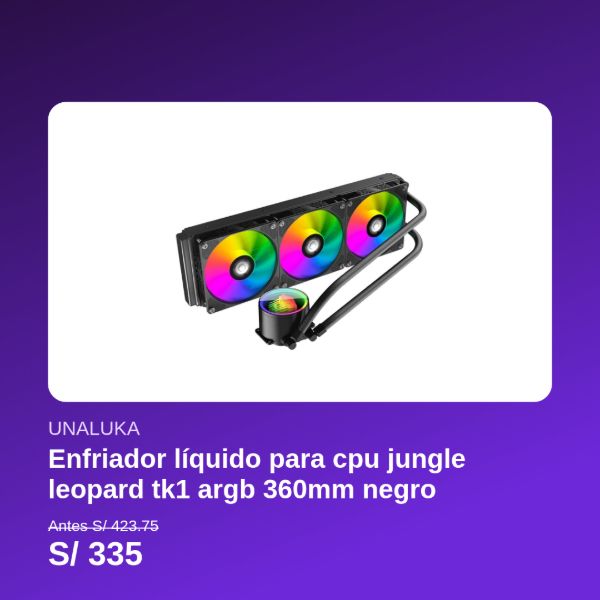 UNALUKA
Enfriador líquido para cpu jungle
leopard tk1 argb 360mm negro
Antes S/ 423.75
S/ 335